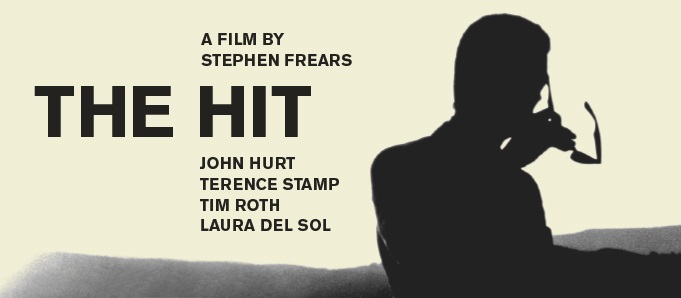 A FILM BY
STEPHEN FREARS
THE HIT
JOHN HURT
TERENCE STAMP
TIM ROTH
LAURA DEL SOL